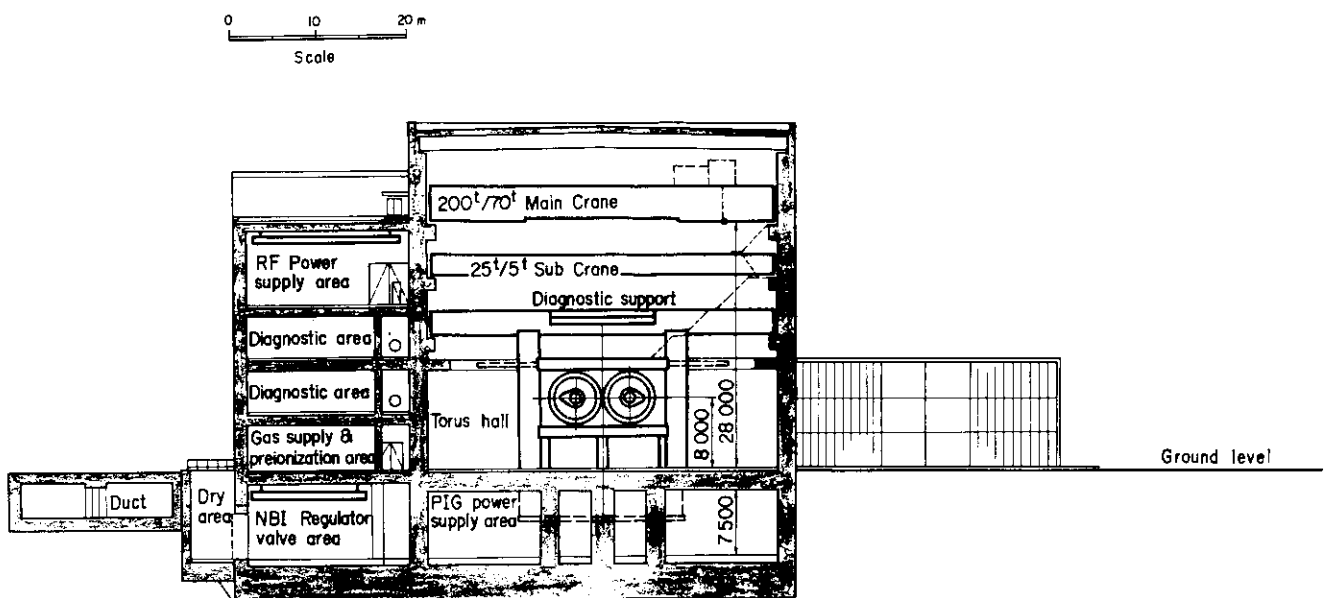 0 10 20 m
Scale
200t/70t Main Crane
RF Power
supply area
25t/5t Sub Crane
Diagnostic support
Diagnostic area
Diagnostic area
Torus hall
8 000
28 000
Gas supply &
preionization area
Ground level
Duct
Dry
area
NBI Regulator
valve area
PIG power
supply area
7500